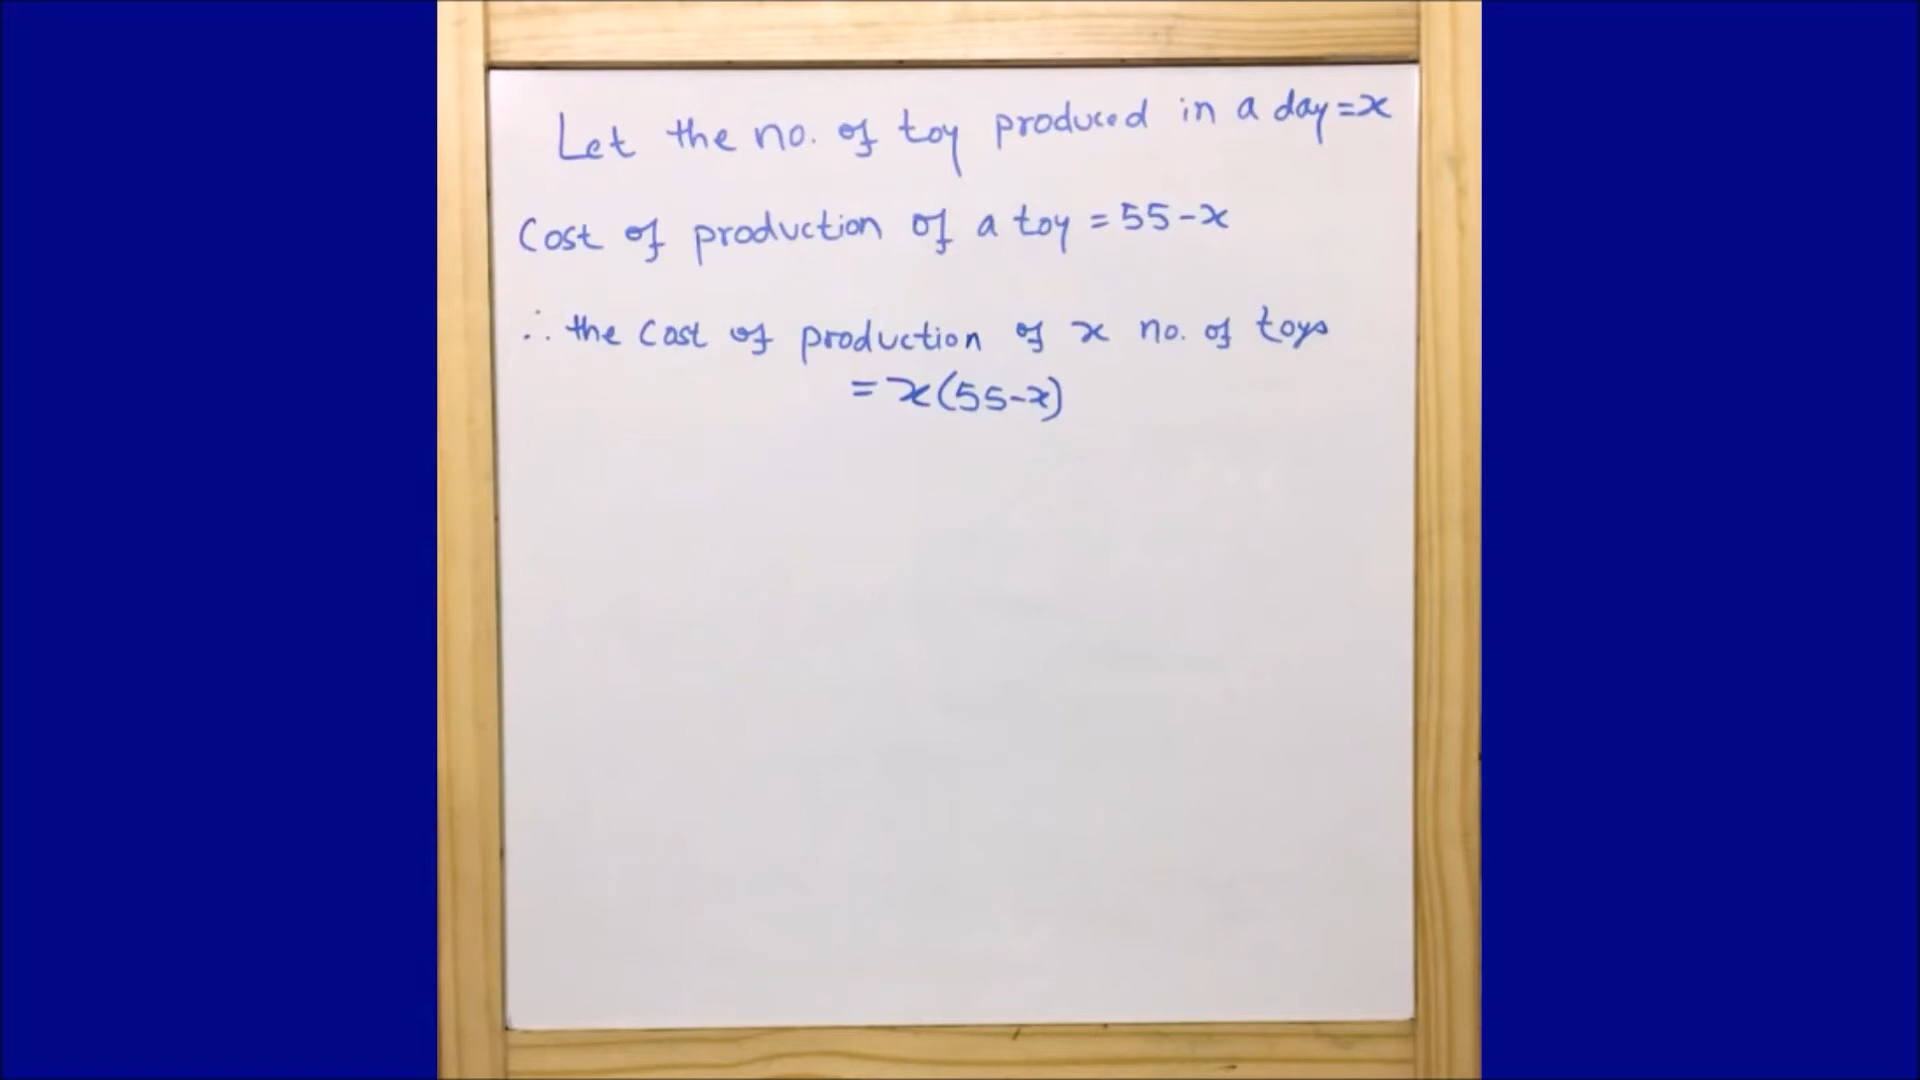 Let the no. of toy produced in a day=x
Cost of production of a toy = 55-x
∴ the cost of production of x no. of toys
= x(55-x)